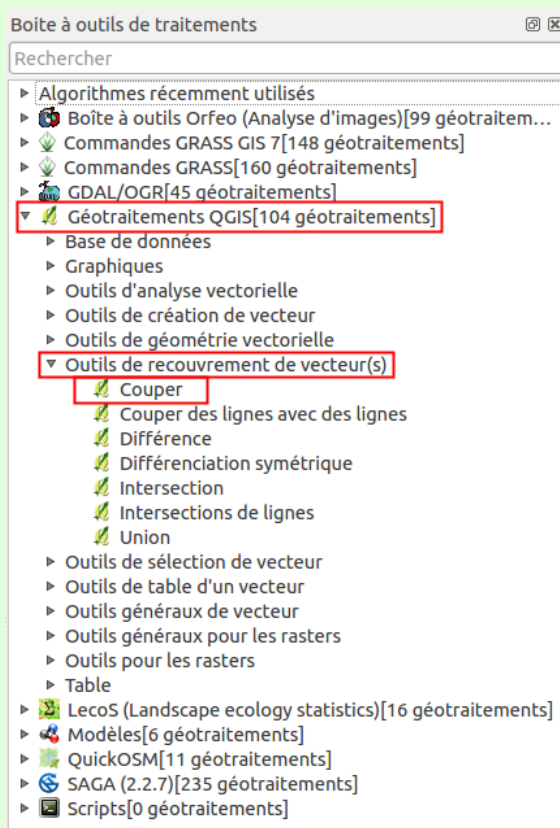 Boite à outils de traitements
Rechercher
Algorithmes récemment utilisés
Boîte à outils Orfeo (Analyse d'images)[99 géotraitem...
Commandes GRASS GIS 7[148 géotraitements]
Commandes GRASS[160 géotraitements]
GDAL/OGR[45 géotraitements]
Géotraitements QGIS[104 géotraitements]
Base de données
Graphiques
Outils d'analyse vectorielle
Outils de création de vecteur
Outils de géométrie vectorielle
Outils de recouvrement de vecteur(s)
Couper
Couper des lignes avec des lignes
Différence
Différenciation symétrique
Intersection
Intersections de lignes
Union
Outils de sélection de vecteur
Outils de table d'un vecteur
Outils généraux de vecteur
Outils généraux pour les rasters
Outils pour les rasters
Table
LecoS (Landscape ecology statistics)[16 géotraitements]
Modèles[6 géotraitements]
QuickOSM[11 géotraitements]
SAGA (2.2.7)[235 géotraitements]
Scripts[0 géotraitements]